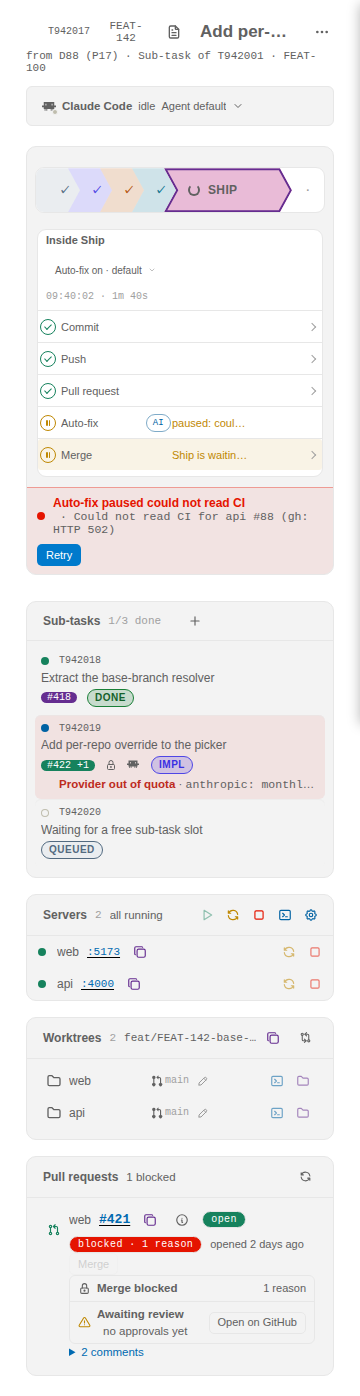 T942017 FEAT-142 Add per-…
from D88 (P17) · Sub-task of T942001 · FEAT-100
Claude Code idle Agent default
SHIP
Inside Ship
Auto-fix on · default
09:40:02 · 1m 40s
Commit
Push
Pull request
Auto-fix AI paused: coul…
Merge Ship is waitin…
Auto-fix paused could not read CI
· Could not read CI for api #88 (gh:
HTTP 502)
Retry
Sub-tasks 1/3 done
T942018
Extract the base-branch resolver
#418 DONE
T942019
Add per-repo override to the picker
#422 +1 IMPL
Provider out of quota · anthropic: monthl…
T942020
Waiting for a free sub-task slot
QUEUED
Servers 2 all running
web :5173
api :4000
Worktrees 2 feat/FEAT-142-base-…
web main
api main
Pull requests 1 blocked
web #421 open
blocked · 1 reason opened 2 days ago
Merge
Merge blocked 1 reason
Awaiting review
no approvals yet Open on GitHub
2 comments